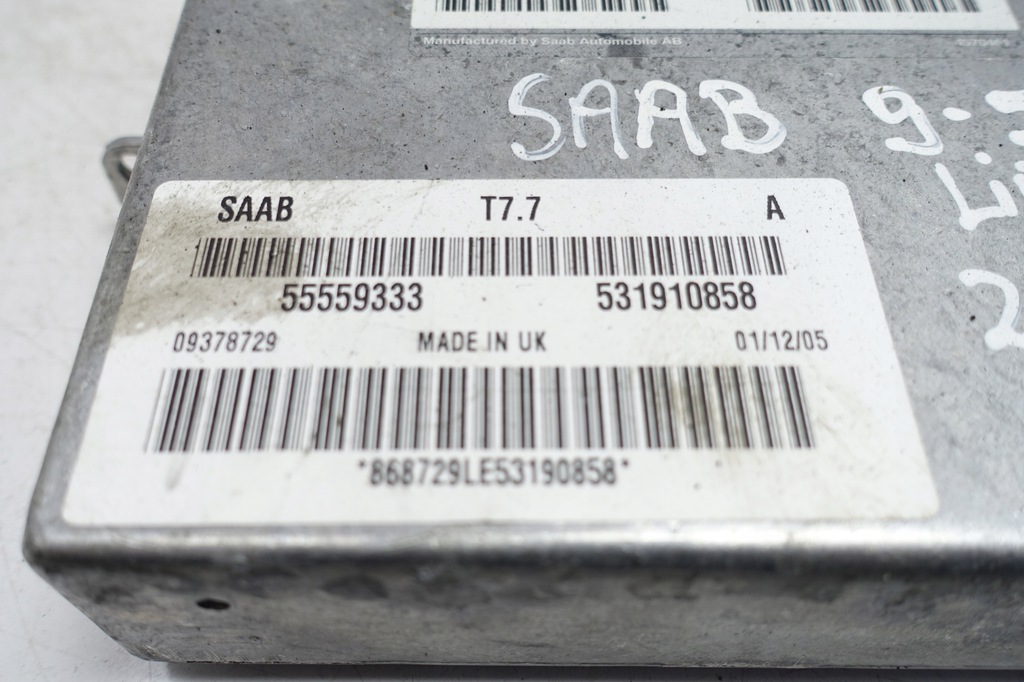 Manufactured by Saab Automobile AB
SAAB
SAAB T7.7 A
55559333 531910858
09378729 MADE IN UK 01/12/05
*868729LE53190858*